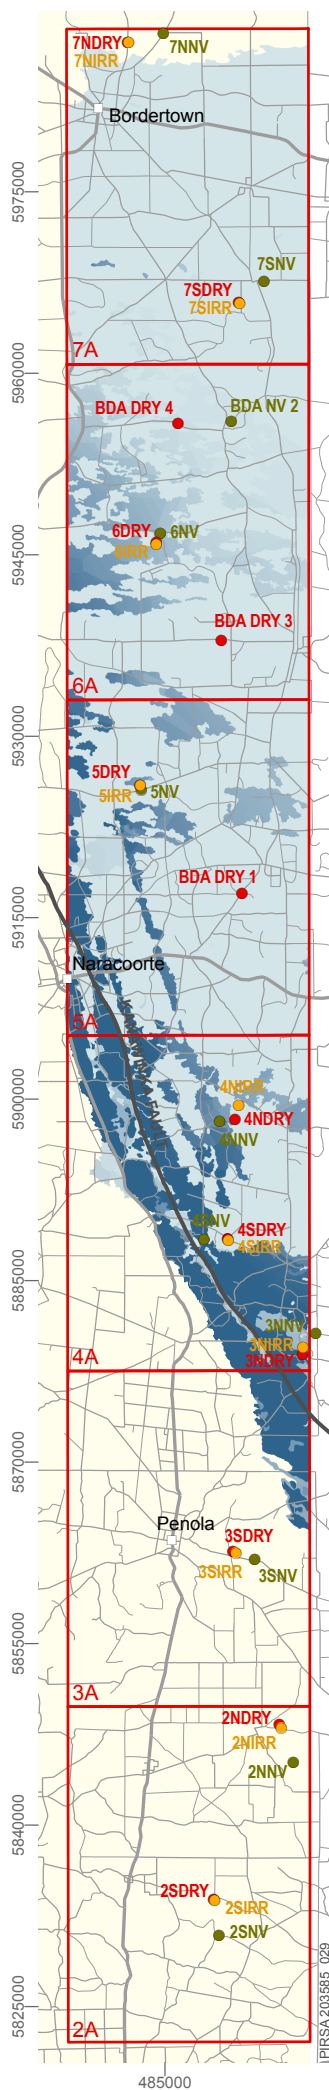 7NDRY
7NNV
7NIRR
Bordertown
5975000
7SNV
7SDRY
7SIRR
7A
5960000
BDA DRY 4
BDA NV 2
6DRY
6NV
6IRR
5945000
BDA DRY 3
6A
5930000
5DRY
5IRR
5NV
BDA DRY 1
5915000
Naracoorte
5A
KANAWINKA FAULT
5900000
4NIRR
4NDRY
4NNV
4SNV
4SDRY
4SIRR
5885000
3NNV
3NIRR
3NDRY
4A
5870000
Penola
3SDRY
3SIRR
3SNV
5855000
3A
2NDRY
2NIRR
2NNV
5840000
2SDRY
2SIRR
2SNV
5825000
2A
PIRSA 203585_029
485000